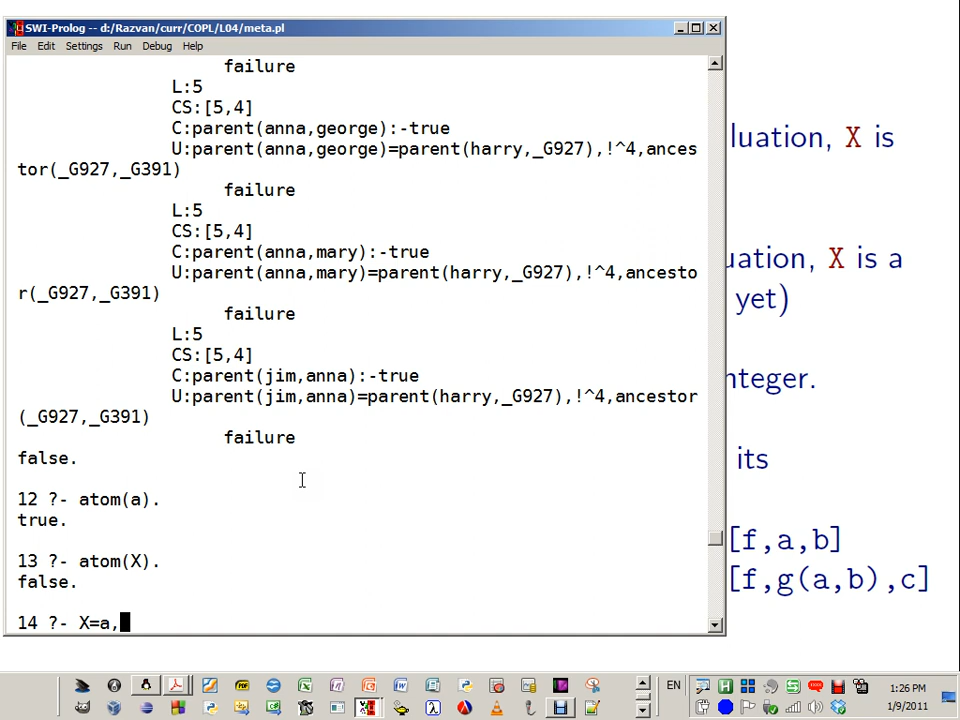 SWI-Prolog -- d:/Razvan/curr/COPL/L04/meta.pl
File Edit Settings Run Debug Help
failure
L:5
CS:[5,4]
C:parent(anna,george):-true
U:parent(anna,george)=parent(harry,_G927),!^4,ances
tor(_G927,_G391)
failure
L:5
CS:[5,4]
C:parent(anna,mary):-true
U:parent(anna,mary)=parent(harry,_G927),!^4,ancesto
r(_G927,_G391)
failure
L:5
CS:[5,4]
C:parent(jim,anna):-true
U:parent(jim,anna)=parent(harry,_G927),!^4,ancestor
(_G927,_G391)
failure
false.
12 ?- atom(a).
true.
13 ?- atom(X).
false.
14 ?- X=a,
luation, X is
uation, X is a
yet)
nteger.
its
[f,a,b]
[f,g(a,b),c]
EN
1:26 PM
1/9/2011